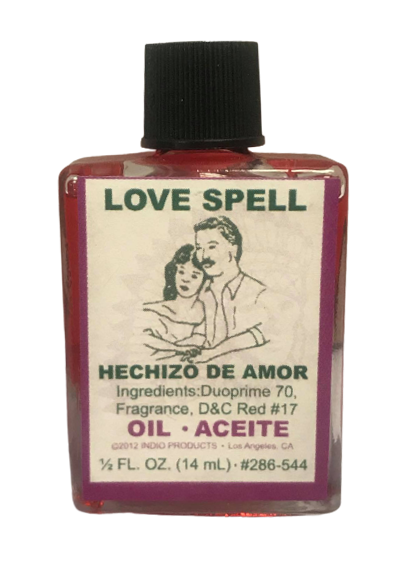 LOVE SPELL
HECHIZO DE AMOR
Ingredients:Duoprime 70,
Fragrance, D&C Red #17
OIL · ACEITE
©2012 INDIO PRODUCTS • Los Angeles, CA
½ FL. OZ. (14 mL) · #286-544